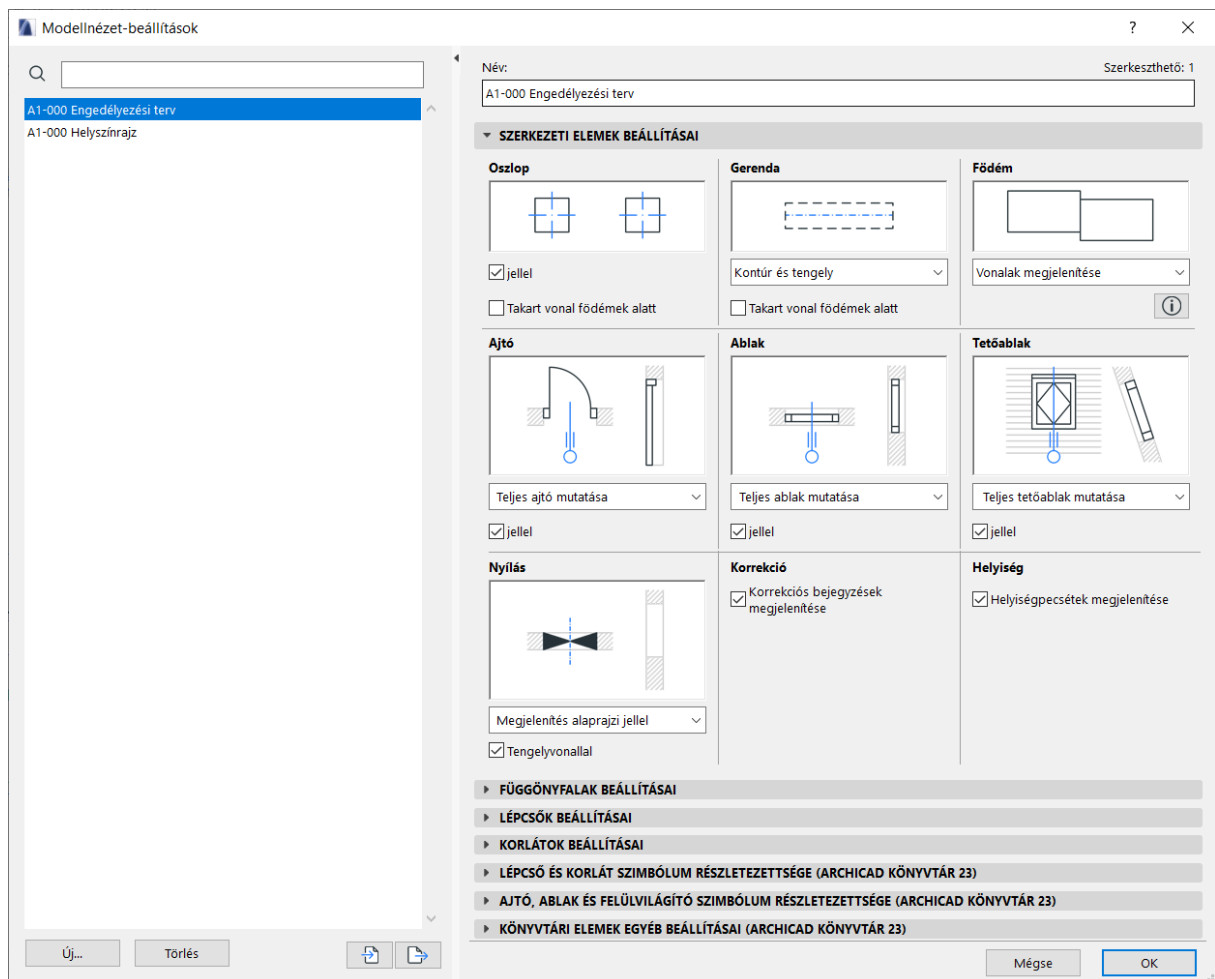 Modellnézet-beállítások
?
A1-000 Engedélyezési terv
A1-000 Helyszínrajz
Új...
Törlés
Név:
Szerkeszthető: 1
A1-000 Engedélyezési terv
SZERKEZETI ELEMEK BEÁLLÍTÁSAI
Oszlop
Gerenda
Födém
jellel
Kontúr és tengely
Vonalak megjelenítése
Takart vonal födémek alatt
Takart vonal födémek alatt
Ajtó
Ablak
Tetőablak
Teljes ajtó mutatása
Teljes ablak mutatása
Teljes tetőablak mutatása
jellel
jellel
jellel
Nyílás
Korrekció
Helyiség
Korrekciós bejegyzések
megjelenítése
Helyiségpecsétek megjelenítése
Megjelenítés alaprajzi jellel
Tengelyvonallal
FÜGGÖNYFALAK BEÁLLÍTÁSAI
LÉPCSŐK BEÁLLÍTÁSAI
KORLÁTOK BEÁLLÍTÁSAI
LÉPCSŐ ÉS KORLÁT SZIMBÓLUM RÉSZLETEZETTSÉGE (ARCHICAD KÖNYVTÁR 23)
AJTÓ, ABLAK ÉS FELÜLVILÁGÍTÓ SZIMBÓLUM RÉSZLETEZETTSÉGE (ARCHICAD KÖNYVTÁR 23)
KÖNYVTÁRI ELEMEK EGYÉB BEÁLLÍTÁSAI (ARCHICAD KÖNYVTÁR 23)
Mégse
OK